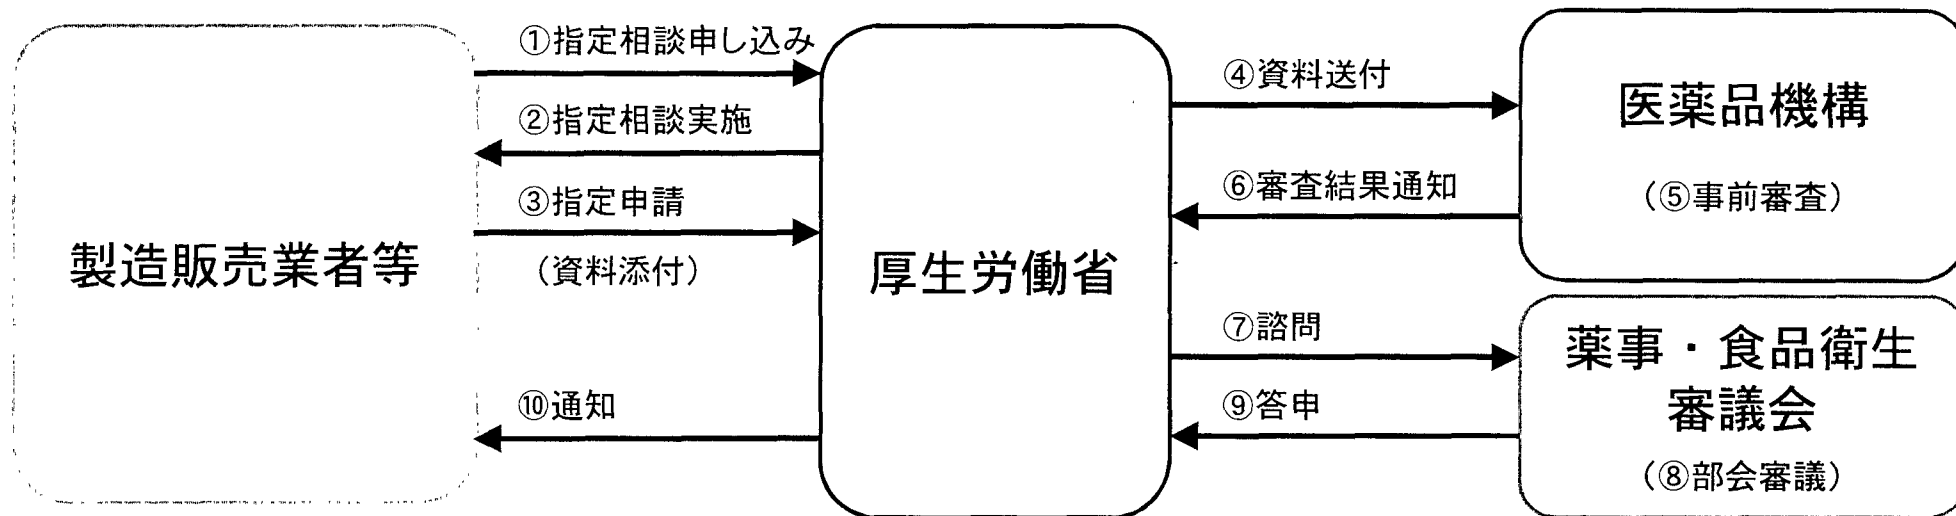 製造販売業者等
①指定相談申し込み
②指定相談実施
③指定申請
（資料添付）
⑩通知
厚生労働省
④資料送付
⑥審査結果通知
⑦諮問
⑨答申
医薬品機構
（⑤事前審査）
薬事・食品衛生
審議会
（⑧部会審議）